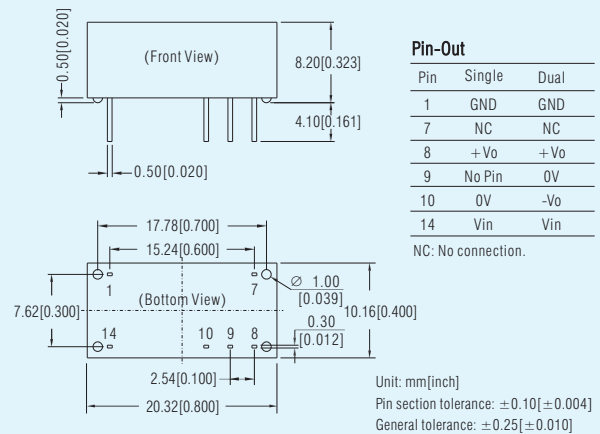 (Front View)
0.50[0.020]
8.20[0.323]
4.10[0.161]
0.50[0.020]
17.78[0.700]
15.24[0.600]
1
7
Ø 1.00
[0.039]
7.62[0.300]
(Bottom View)
10.16[0.400]
0.30
[0.012]
14
10
9
8
2.54[0.100]
20.32[0.800]
Pin-Out
Pin Single Dual
1 GND GND
7 NC NC
8 +Vo +Vo
9 No Pin 0V
10 0V -Vo
14 Vin Vin
NC: No connection.
Unit: mm[inch]
Pin section tolerance: ±0.10[±0.004]
General tolerance: ±0.25[±0.010]